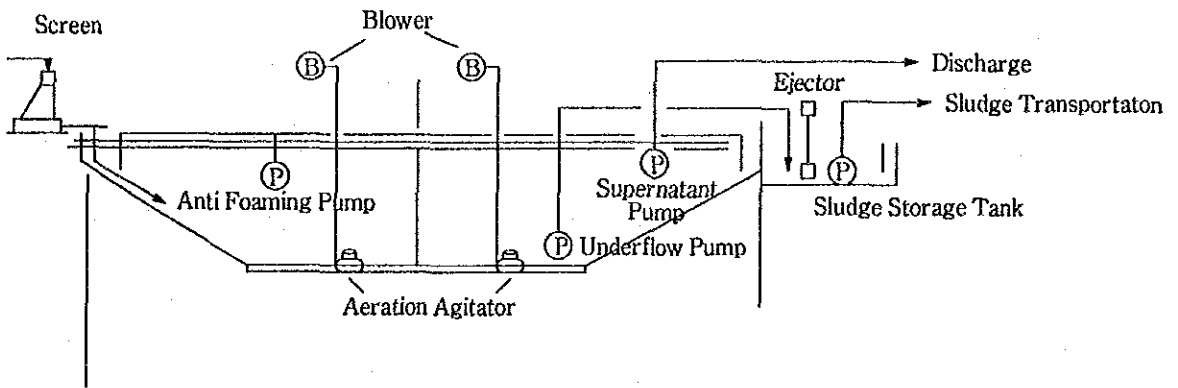 Screen
Blower
B
B
Discharge
Ejector
Sludge Transportaton
P
P
P
Anti Foaming Pump
Supernatant
Pump
Sludge Storage Tank
P Underflow Pump
Aeration Agitator